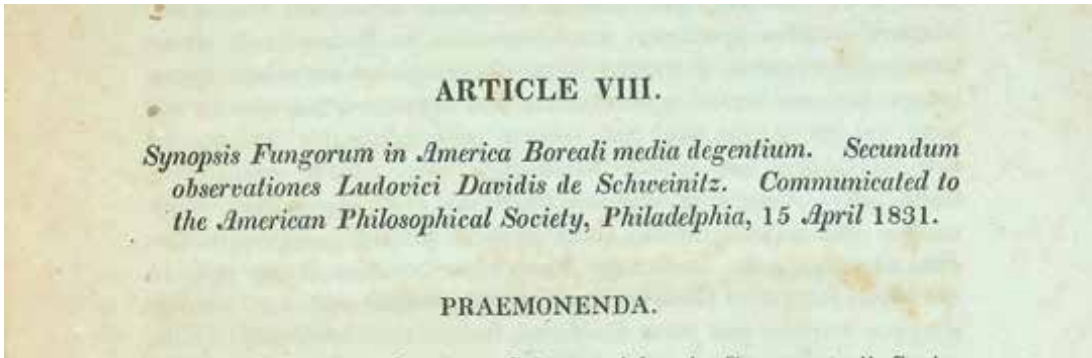 ARTICLE VIII.
Synopsis Fungorum in America Boreali media degentium. Secundum
observationes Ludovici Davidis de Schweinitz. Communicated to
the American Philosophical Society, Philadelphia, 15 April 1831.
PRAEMONENDA.